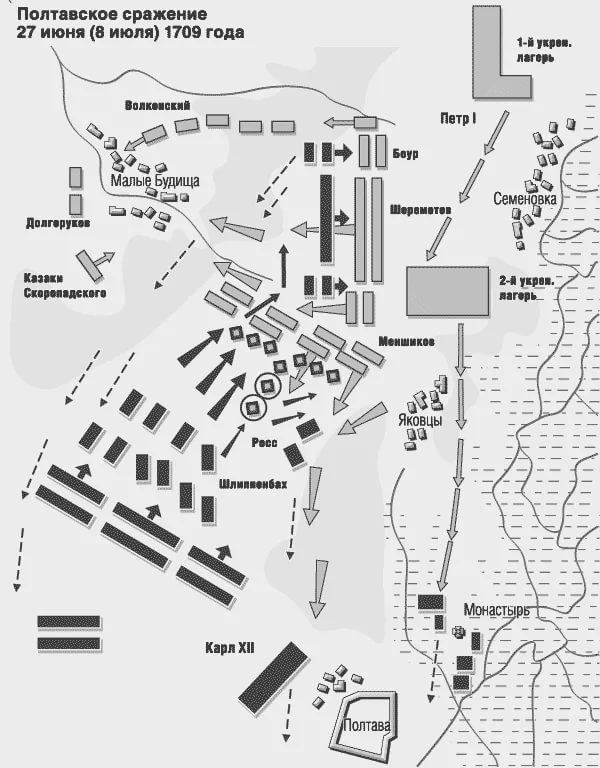 Полтавское сражение
27 июня (8 июля) 1709 года
1-й укреп.
лагерь
Волконский
Петр I
Боур
Малые Будища
Семеновка
Шереметев
Долгоруков
Казаки
Скоропадского
2-й укреп.
лагерь
Меншиков
Яковцы
Росс
Шлиппенбах
Монастырь
Карл XII
Полтава